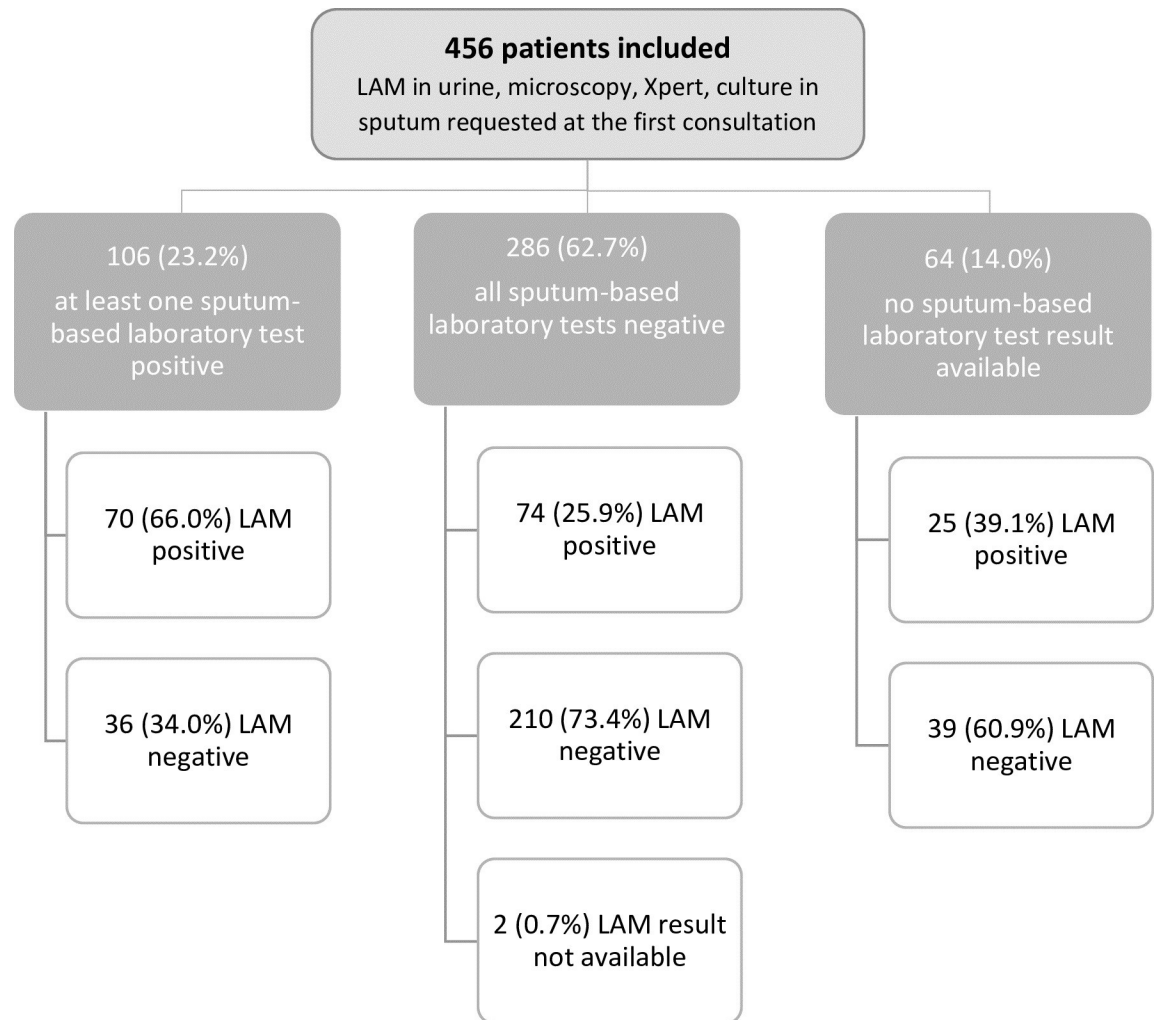 456 patients included
LAM in urine, microscopy, Xpert, culture in
sputum requested at the first consultation
106 (23.2%)
at least one sputum-
based laboratory test
positive
286 (62.7%)
all sputum-based
laboratory tests negative
64 (14.0%)
no sputum-based
laboratory test result
available
70 (66.0%) LAM
positive
36 (34.0%) LAM
negative
74 (25.9%) LAM
positive
210 (73.4%) LAM
negative
2 (0.7%) LAM result
not available
25 (39.1%) LAM
positive
39 (60.9%) LAM
negative